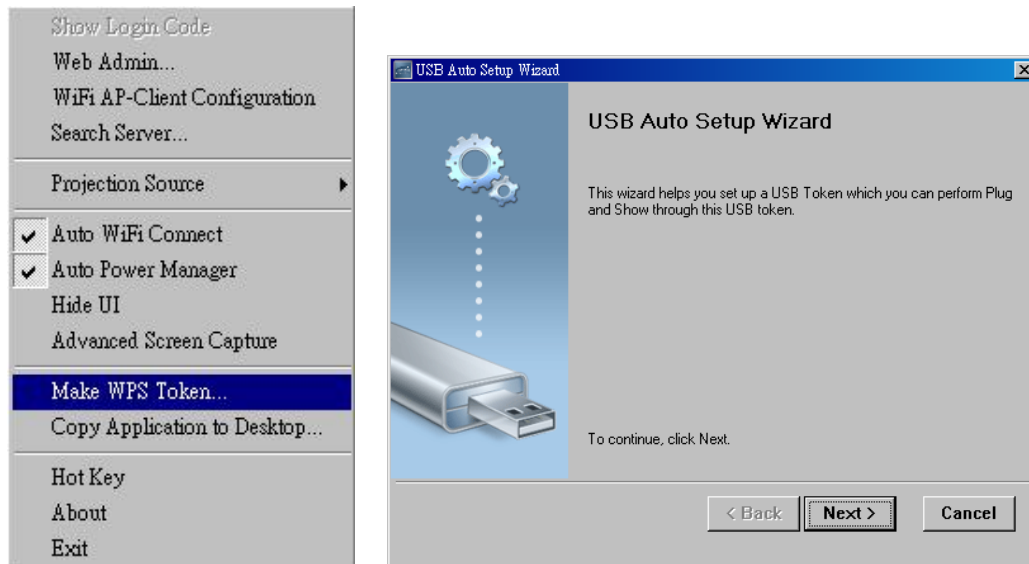 Show Login Code
Web Admin...
WiFi AP-Client Configuration
Search Server...
Projection Source
Auto WiFi Connect
Auto Power Manager
Hide UI
Advanced Screen Capture
Make WPS Token...
Copy Application to Desktop...
Hot Key
About
Exit
USB Auto Setup Wizard
USB Auto Setup Wizard
This wizard helps you set up a USB Token which you can perform Plug
and Show through this USB token.
To continue, click Next.
< Back Next > Cancel